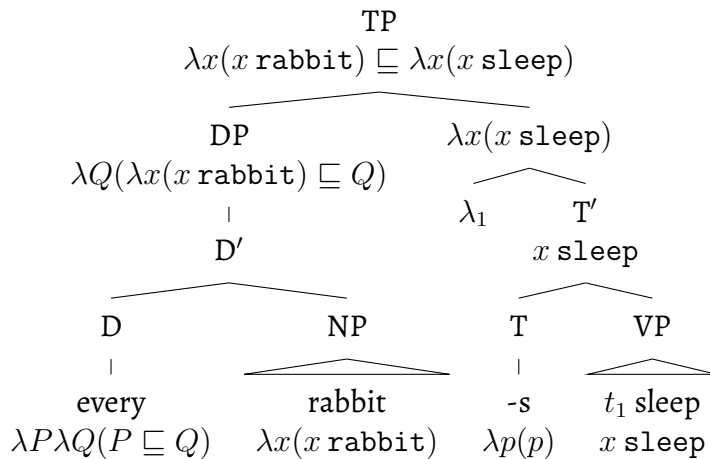 TP
λx(x rabbit) ⊑ λx(x sleep)
DP λx(x sleep)
λQ(λx(x rabbit) ⊑ Q)
λ₁ T′
D′ x sleep
D NP T VP
every rabbit -s t₁ sleep
λPλQ(P ⊑ Q) λx(x rabbit) λp(p) x sleep